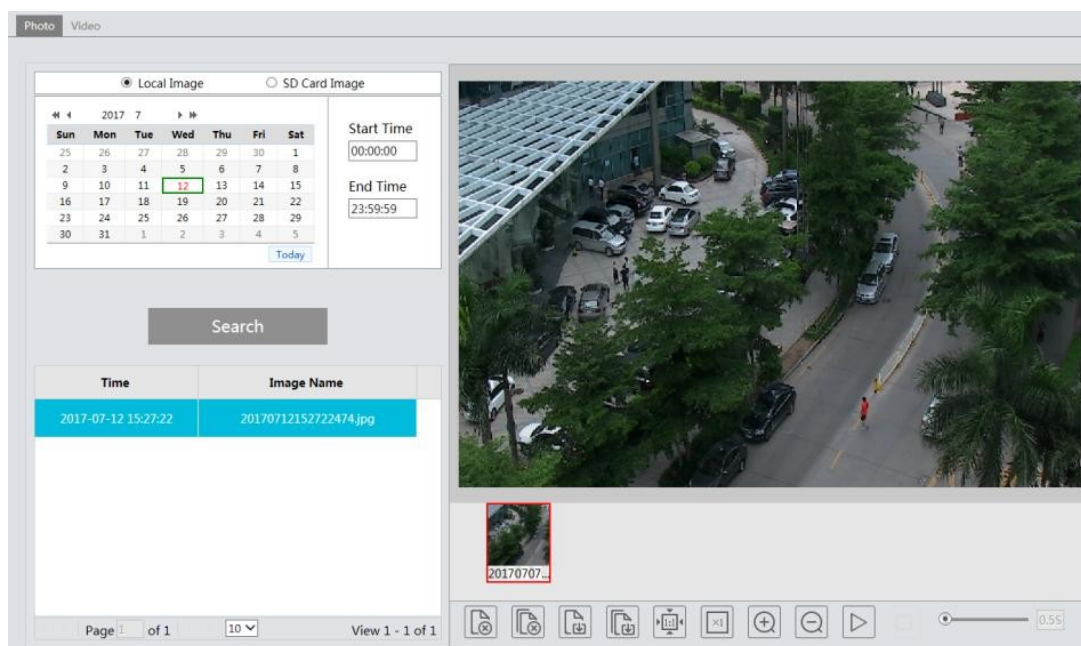 Photo Video
Local Image SD Card Image
2017 7
Sun Mon Tue Wed Thu Fri Sat
25 26 27 28 29 30 1
2 3 4 5 6 7 8
9 10 11 12 13 14 15
16 17 18 19 20 21 22
23 24 25 26 27 28 29
30 31 1 2 3 4 5
Today
Start Time
00:00:00
End Time
23:59:59
Search
Time Image Name
2017-07-12 15:27:22 20170712152722474.jpg
20170707...
Page 1 of 1 10 View 1 - 1 of 1
1:1 ×1 0.5S